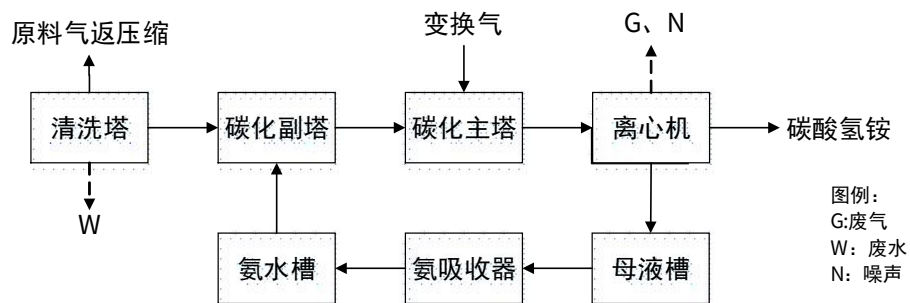 原料气返压缩
变换气
G、N
清洗塔
碳化副塔
碳化主塔
离心机
碳酸氢铵
W
氨水槽
氨吸收器
母液槽
图例：
G:废气
W：废水
N：噪声